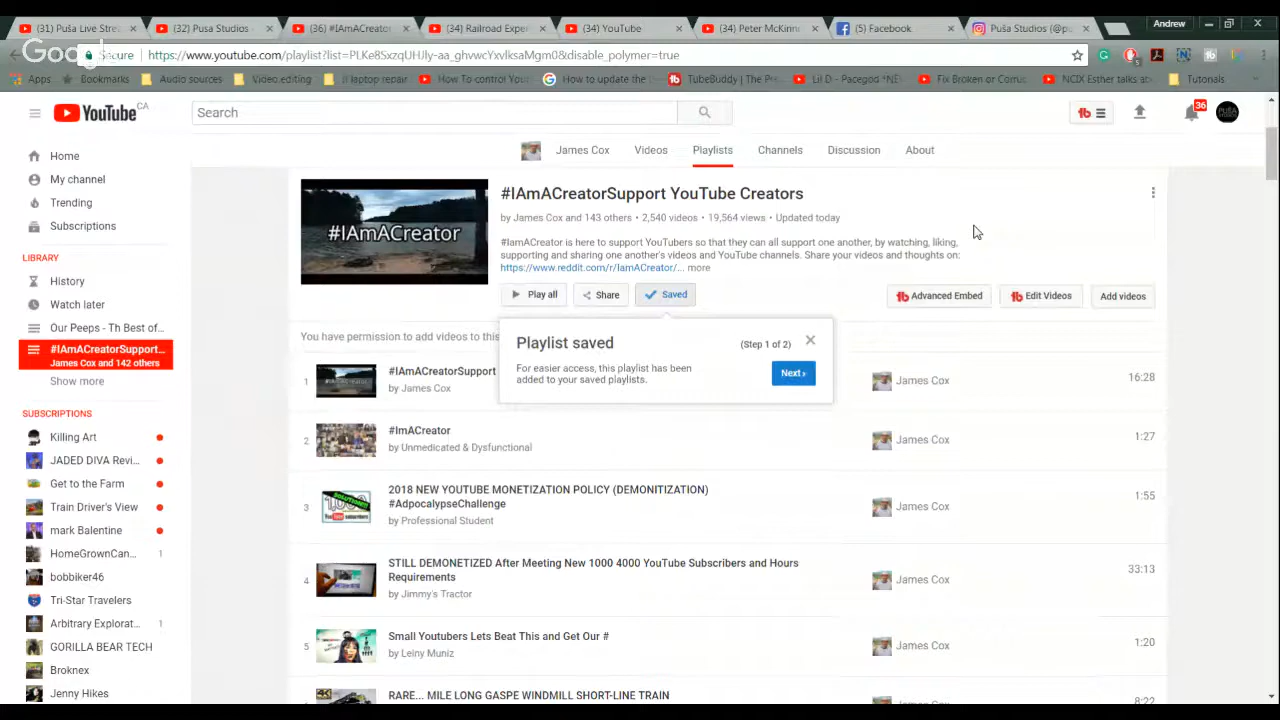 (31) Pusa Live Stre
(32) Pusa Studios
(36) #IAmACreator
(34) Railroad Expe
(34) YouTube
(34) Peter McKinn
(5) Facebook
Pusa Studios (@p
Andrew
Secure
https://www.youtube.com/playlist?list=PLKe8SxzqUHJly-aa_ghvwcYxvlksaMgm0&disable_polymer=true
Apps
Bookmarks
Audio sources
Video editing
laptop repair
How To control You
How to update the
TubeBuddy | The Pre
Lil D - Pacegod *NE
Fix Broken or Corru
NCIX Esther talks ab
Tutorials
YouTube CA
Search
36
Home
My channel
Trending
Subscriptions
LIBRARY
History
Watch later
Our Peeps - Th Best of...
#IAmACreatorSupport...
James Cox and 142 others
Show more
SUBSCRIPTIONS
Killing Art
JADED DIVA Revi...
Get to the Farm
Train Driver's View
mark Balentine
HomeGrownCan... 1
bobbiker46
Tri-Star Travelers
Arbitrary Explorat... 1
GORILLA BEAR TECH
Broknex
Jenny Hikes
James Cox
Videos
Playlists
Channels
Discussion
About
#IAmACreator
#IAmACreatorSupport YouTube Creators
by James Cox and 143 others • 2,540 videos • 19,564 views • Updated today
#IAmACreator is here to support YouTubers so that they can all support one another, by watching, liking,
supporting and sharing one another's videos and YouTube channels. Share your videos and thoughts on:
https://www.reddit.com/r/IamACreator/... more
Play all
Share
Saved
Advanced Embed
Edit Videos
Add videos
You have permission to add videos to this
Playlist saved
(Step 1 of 2)
For easier access, this playlist has been
added to your saved playlists.
Next
1
#IAmACreatorSupport
by James Cox
James Cox
16:28
2
#ImACreator
by Unmedicated & Dysfunctional
James Cox
1:27
3
2018 NEW YOUTUBE MONETIZATION POLICY (DEMONITIZATION)
#AdpocalypseChallenge
by Professional Student
James Cox
1:55
4
STILL DEMONETIZED After Meeting New 1000 4000 YouTube Subscribers and Hours
Requirements
by Jimmy's Tractor
James Cox
33:13
5
Small Youtubers Lets Beat This and Get Our #
by Leiny Muniz
James Cox
1:20
RARE... MILE LONG GASPE WINDMILL SHORT-LINE TRAIN
James Cox
8:22